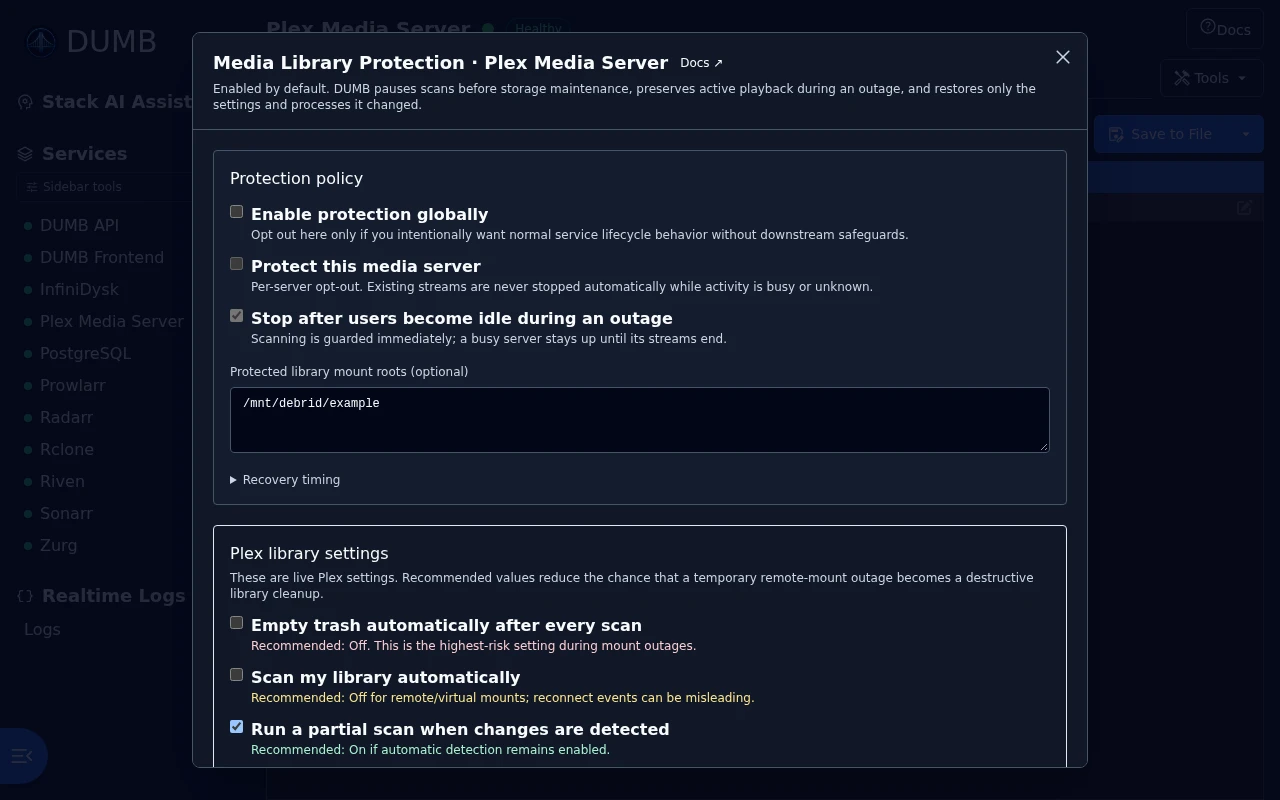 DUMB
Stack AI Assist
Services
Sidebar tools
DUMB API
DUMB Frontend
InfiniDysk
Plex Media Server
PostgreSQL
Prowlarr
Radarr
Rclone
Riven
Sonarr
Zurg
Realtime Logs
Logs
Plex Media Server
Healthy
Docs
Tools
Save to File
Media Library Protection · Plex Media Server Docs ↗
Enabled by default. DUMB pauses scans before storage maintenance, preserves active playback during an outage, and restores only the
settings and processes it changed.
Protection policy
Enable protection globally
Opt out here only if you intentionally want normal service lifecycle behavior without downstream safeguards.
Protect this media server
Per-server opt-out. Existing streams are never stopped automatically while activity is busy or unknown.
Stop after users become idle during an outage
Scanning is guarded immediately; a busy server stays up until its streams end.
Protected library mount roots (optional)
/mnt/debrid/example
Recovery timing
Plex library settings
These are live Plex settings. Recommended values reduce the chance that a temporary remote-mount outage becomes a destructive
library cleanup.
Empty trash automatically after every scan
Recommended: Off. This is the highest-risk setting during mount outages.
Scan my library automatically
Recommended: Off for remote/virtual mounts; reconnect events can be misleading.
Run a partial scan when changes are detected
Recommended: On if automatic detection remains enabled.